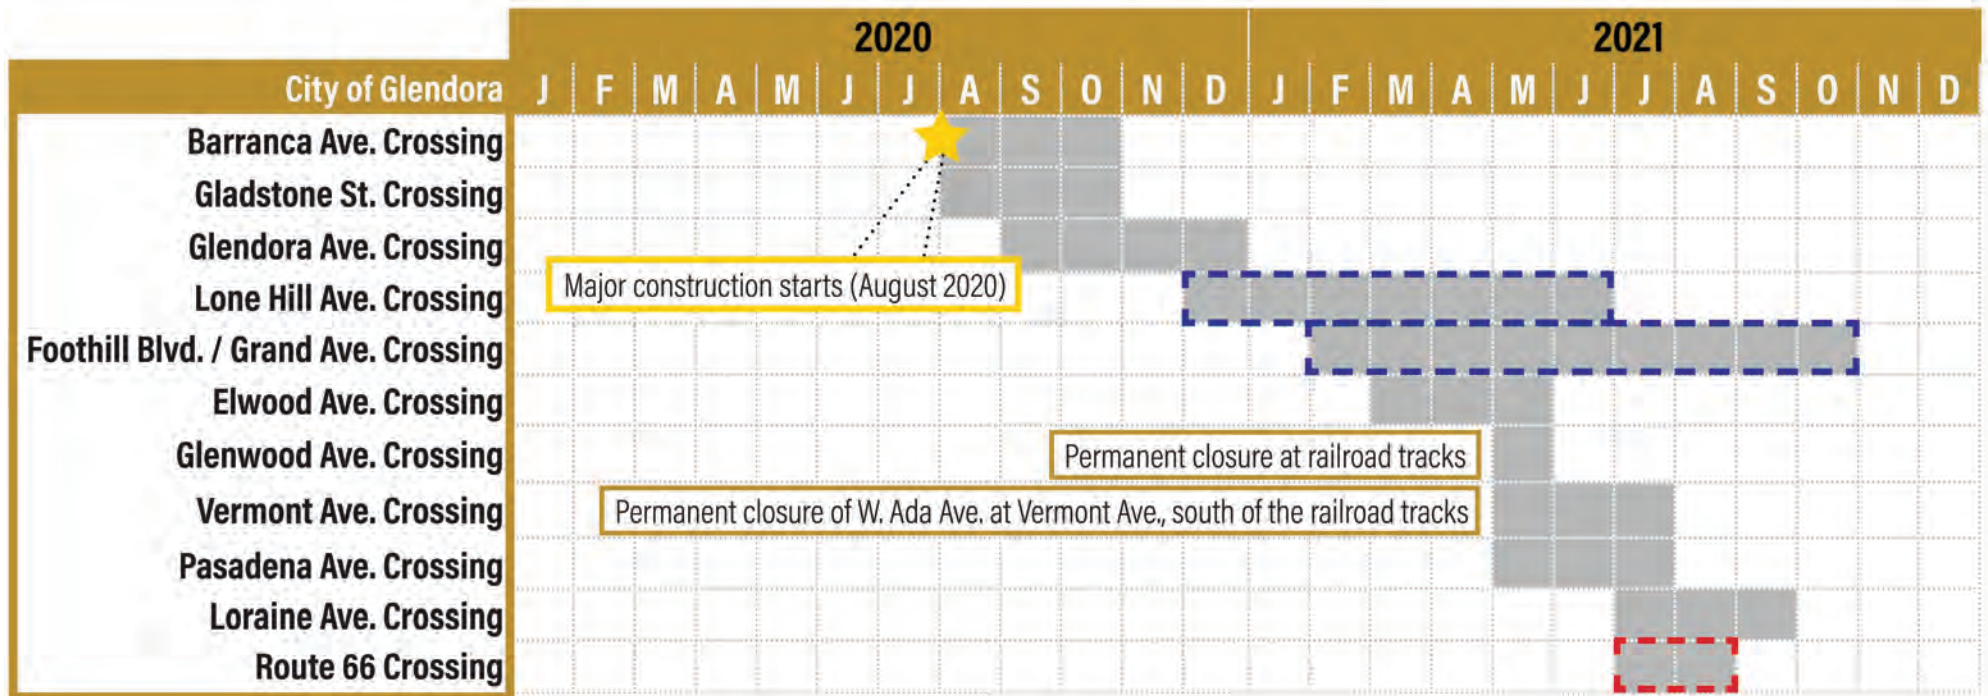 2020 2021
City of Glendora J F M A M J J A S O N D J F M A M J J A S O N D
Barranca Ave. Crossing
Gladstone St. Crossing
Glendora Ave. Crossing
Major construction starts (August 2020)
Lone Hill Ave. Crossing
Foothill Blvd. / Grand Ave. Crossing
Elwood Ave. Crossing
Glenwood Ave. Crossing Permanent closure at railroad tracks
Vermont Ave. Crossing Permanent closure of W. Ada Ave. at Vermont Ave., south of the railroad tracks
Pasadena Ave. Crossing
Loraine Ave. Crossing
Route 66 Crossing